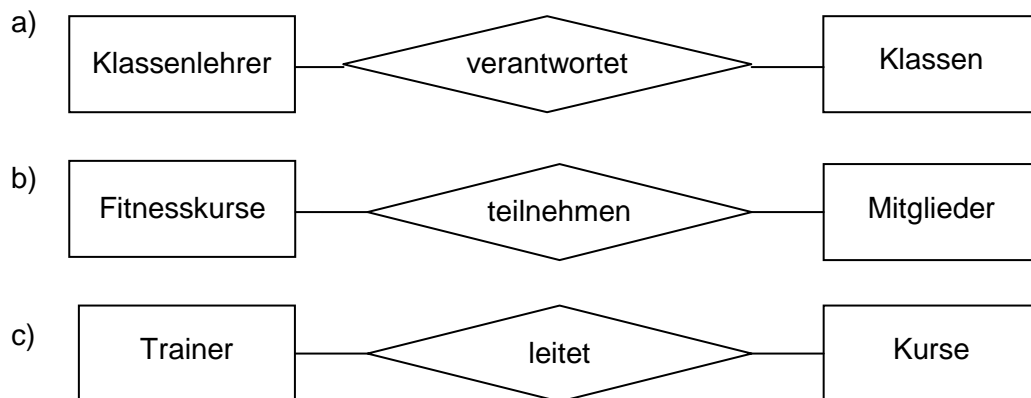 a) Klassenlehrer verantwortet Klassen
b) Fitnesskurse teilnehmen Mitglieder
c) Trainer leitet Kurse